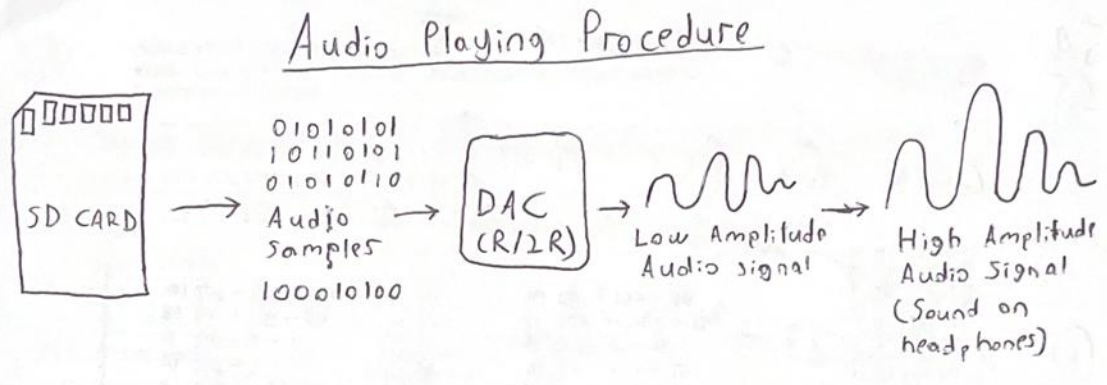 Audio Playing Procedure
SD CARD
01010101
10110101
01010110
Audio
Samples
100010100
DAC
(R/2R)
Low Amplitude
Audio signal
High Amplitude
Audio Signal
(Sound on
headphones)